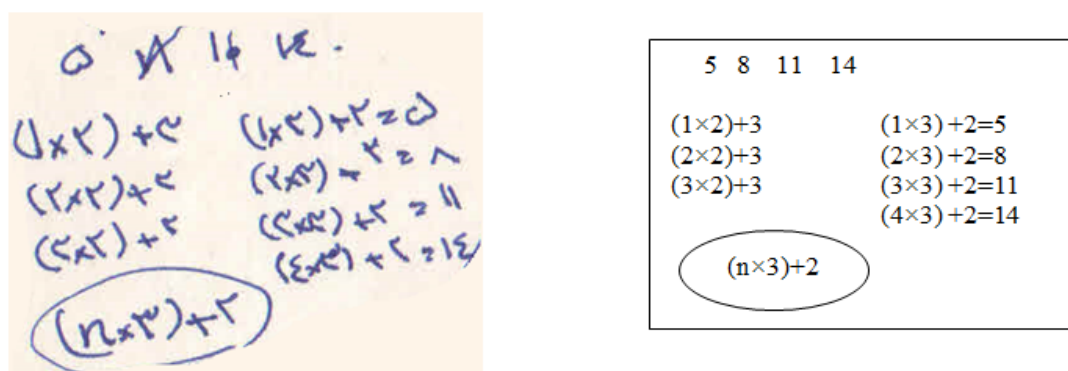 ٥ ٨ ١١ ١٤
(١×٢)+٣ (١×٣)+٢=٥
(٢×٢)+٣ (٢×٣)+٢=٨
(٣×٢)+٣ (٣×٣)+٢=١١
(٤×٣)+٢=١٤
(n×٣)+٢
5 8 11 14
(1×2)+3 (1×3) +2=5
(2×2)+3 (2×3) +2=8
(3×2)+3 (3×3) +2=11
(4×3) +2=14
(n×3)+2